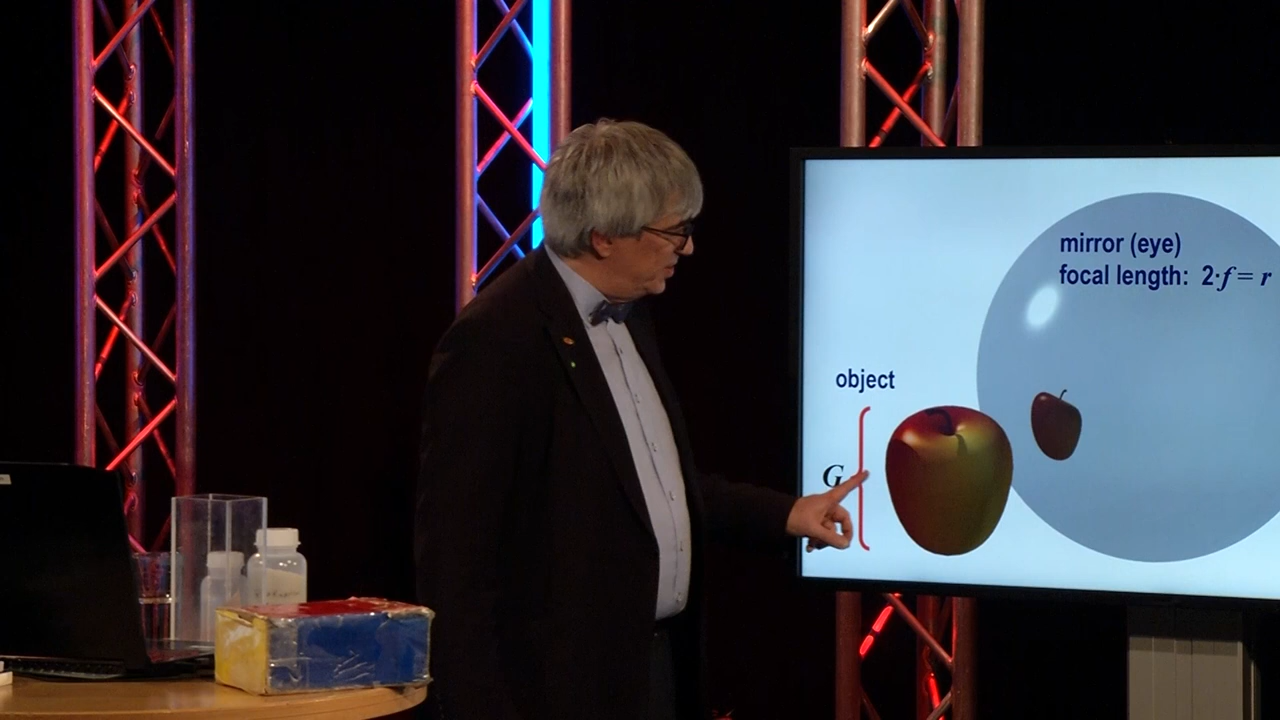 mirror (eye)
focal length: 2·f = r
object
G